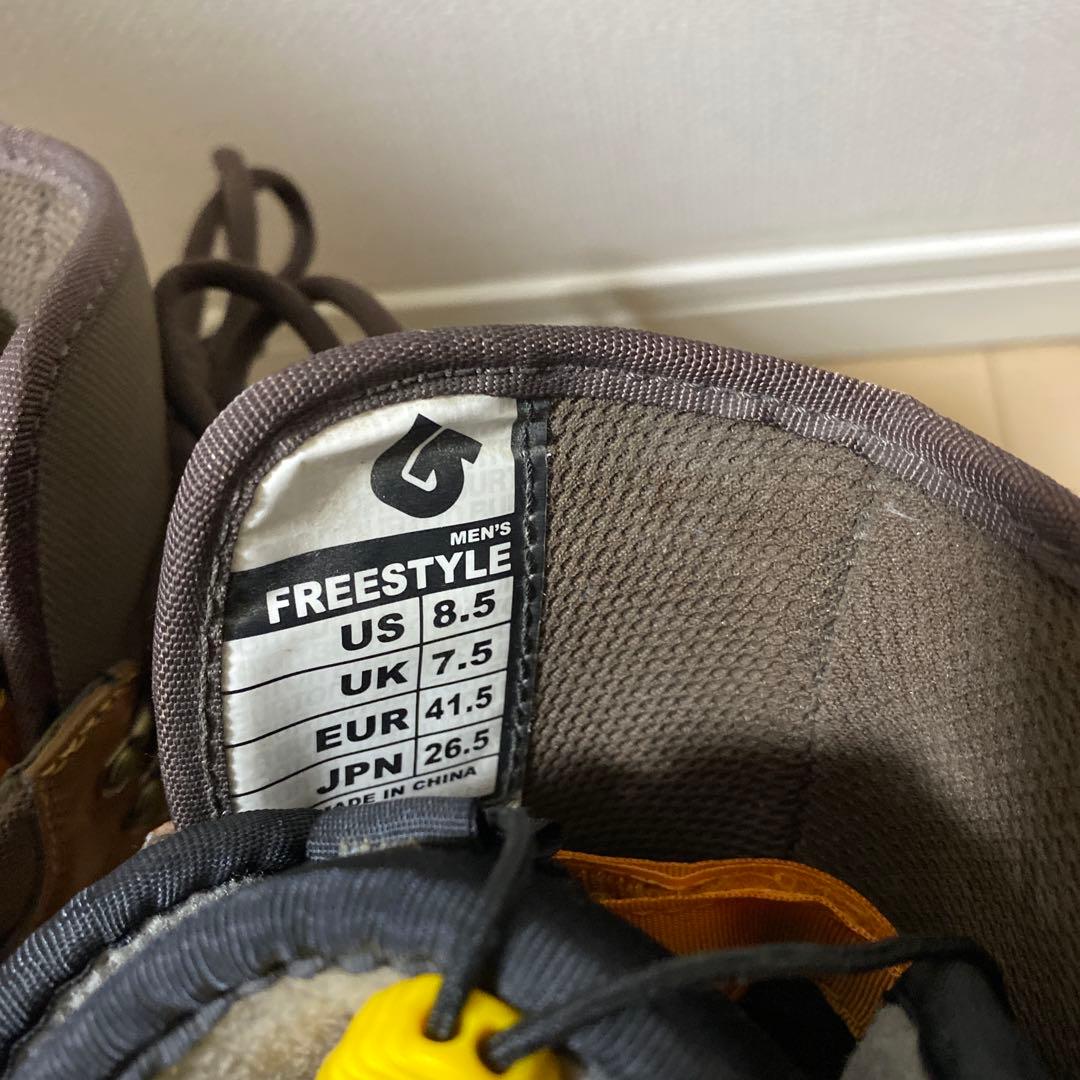 MEN'S
FREESTYLE
US 8.5
UK 7.5
EUR 41.5
JPN 26.5
MADE IN CHINA